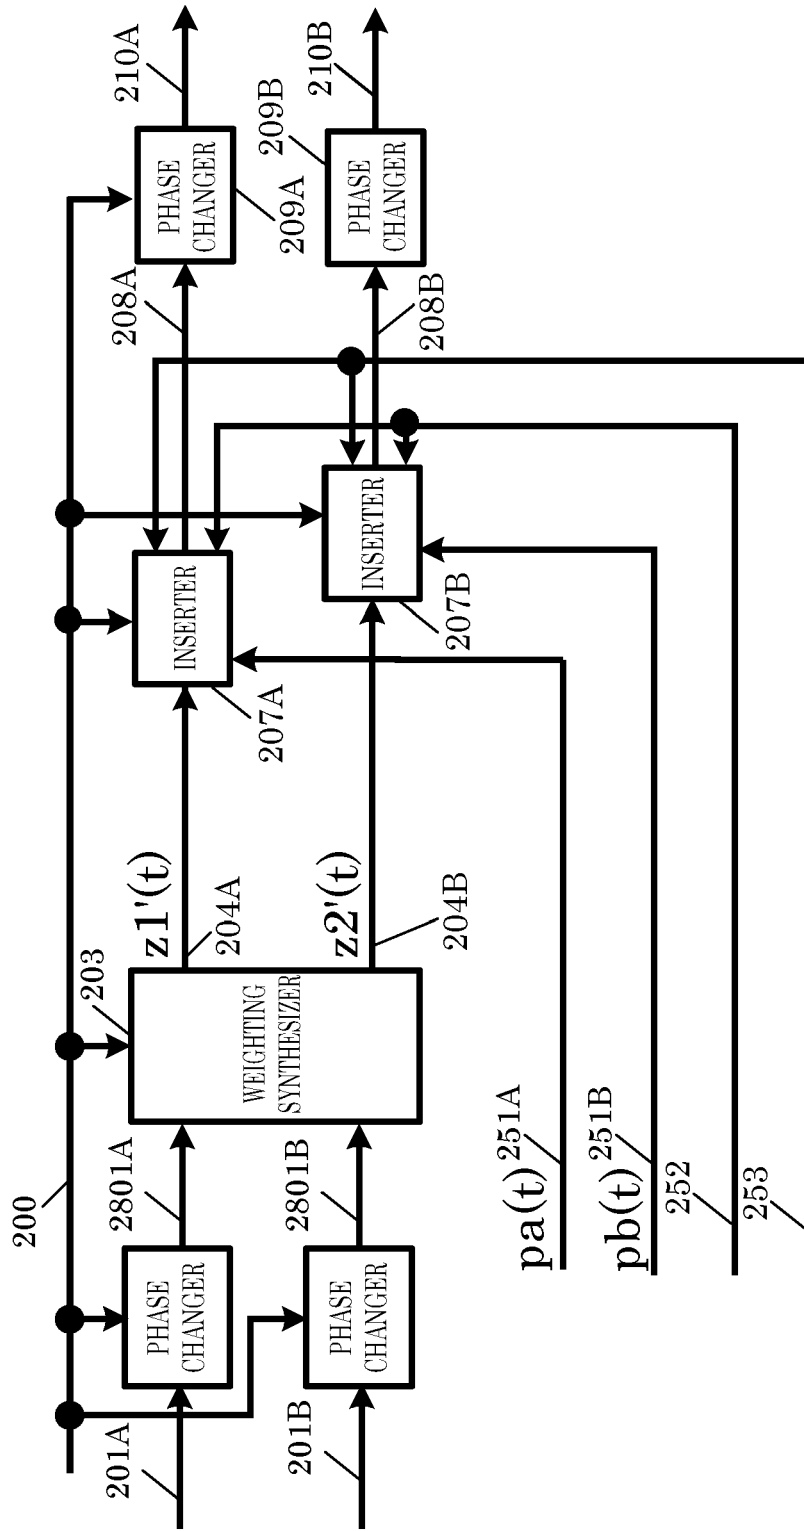 200
201A
PHASE
CHANGER
2801A
203
WEIGHTING
SYNTHESIZER
z1'(t)
204A
207A
INSERTER
208A
PHASE
CHANGER
209A
210A
201B
PHASE
CHANGER
2801B
z2'(t)
204B
207B
INSERTER
208B
PHASE
CHANGER
209B
210B
pa(t)
251A
pb(t)
251B
252
253